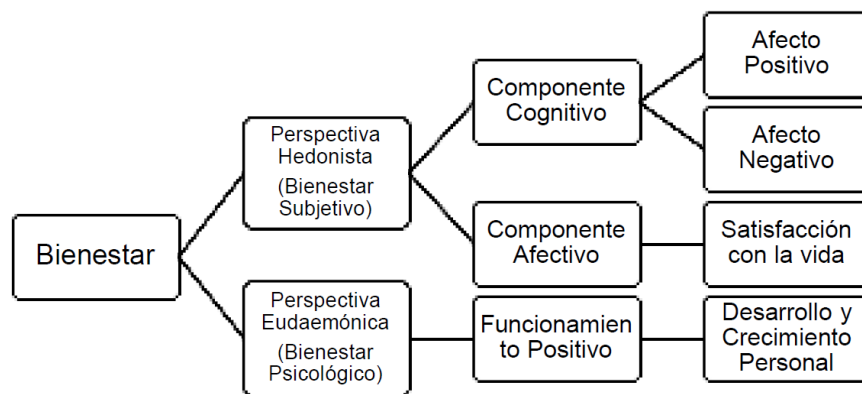 Bienestar
Perspectiva
Hedonista
(Bienestar
Subjetivo)
Perspectiva
Eudaemónica
(Bienestar
Psicológico)
Componente
Cognitivo
Componente
Afectivo
Funcionamien
to Positivo
Afecto
Positivo
Afecto
Negativo
Satisfacción
con la vida
Desarrollo y
Crecimiento
Personal